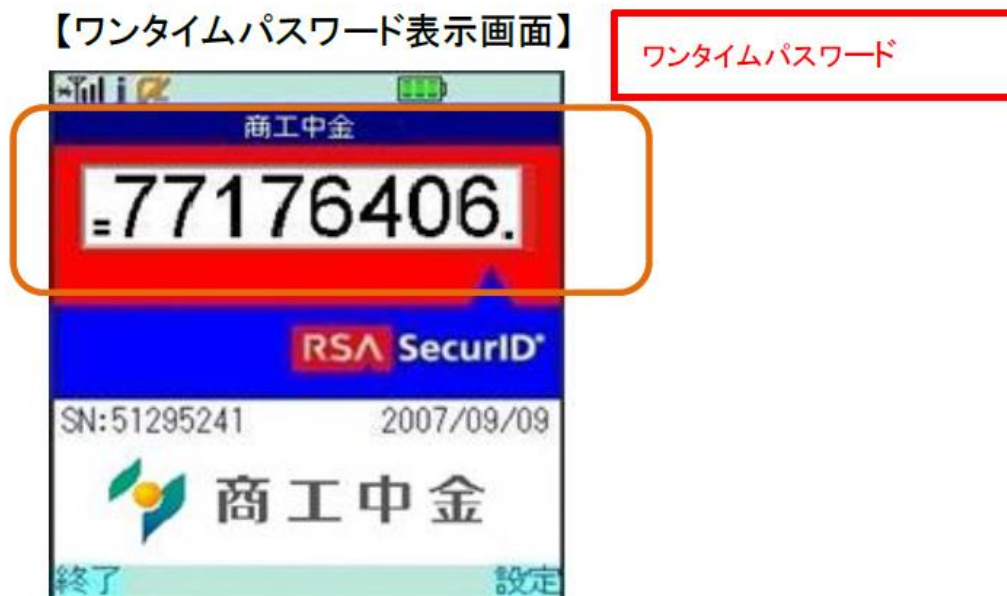 【ワンタイムパスワード表示画面】
ワンタイムパスワード
商工中金
=77176406.
RSA SecurID®
SN:51295241 2007/09/09
商工中金
終了 設定